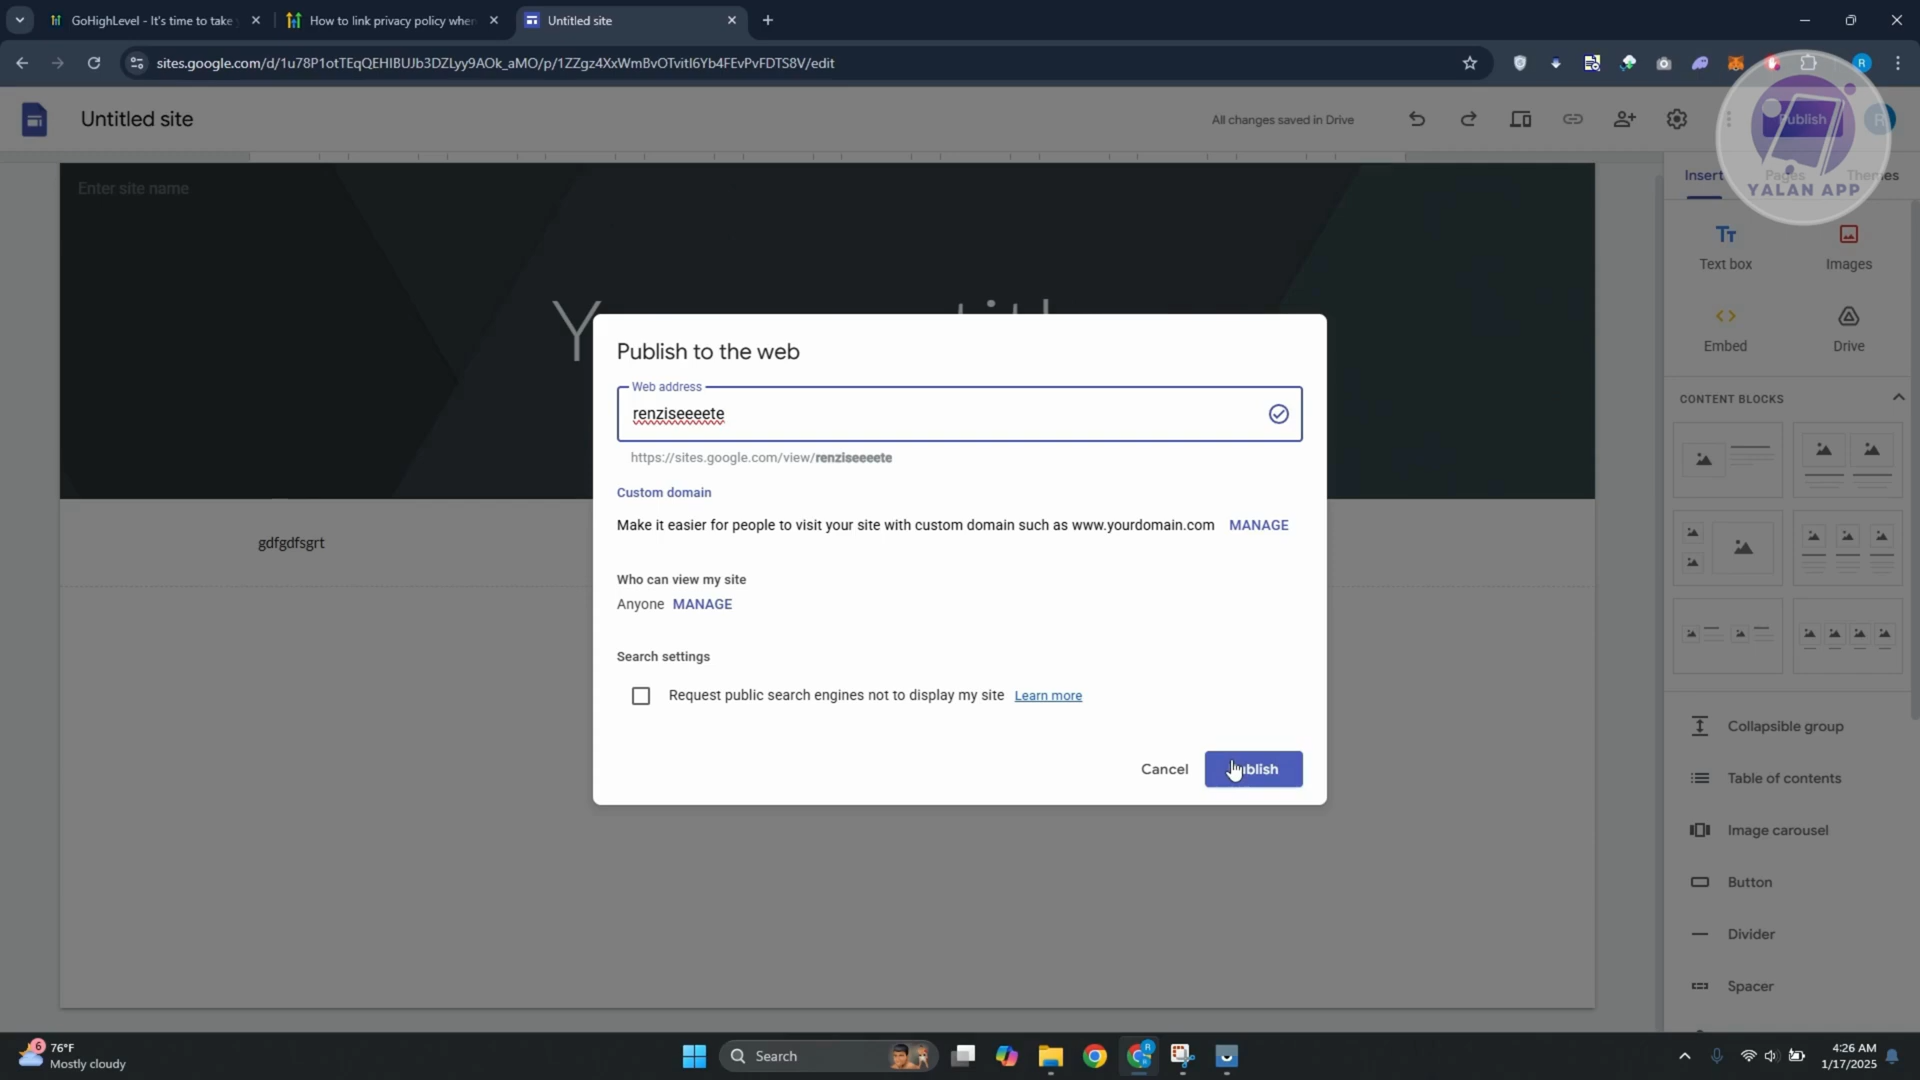 GoHighLevel - It's time to take
How to link privacy policy when
Untitled site
sites.google.com/d/1u78P1otTEqQEHIBUJb3DZLyy9AOk_aMO/p/1ZZgz4XxWmBvOTvitI6Yb4FEvPvFDTS8V/edit
R
Untitled site
All changes saved in Drive
Publish
YALAN APP
Enter site name
Insert
Pages
Themes
Text box
Images
Embed
Drive
CONTENT BLOCKS
Publish to the web
Web address
renziseeeete
https://sites.google.com/view/renziseeeete
Custom domain
Make it easier for people to visit your site with custom domain such as www.yourdomain.com MANAGE
gdfgdfsgrt
Who can view my site
Anyone MANAGE
Search settings
Request public search engines not to display my site Learn more
Cancel
Collapsible group
Table of contents
Image carousel
Button
Divider
Spacer
6
76°F
Mostly cloudy
Search
4:26 AM
1/17/2025